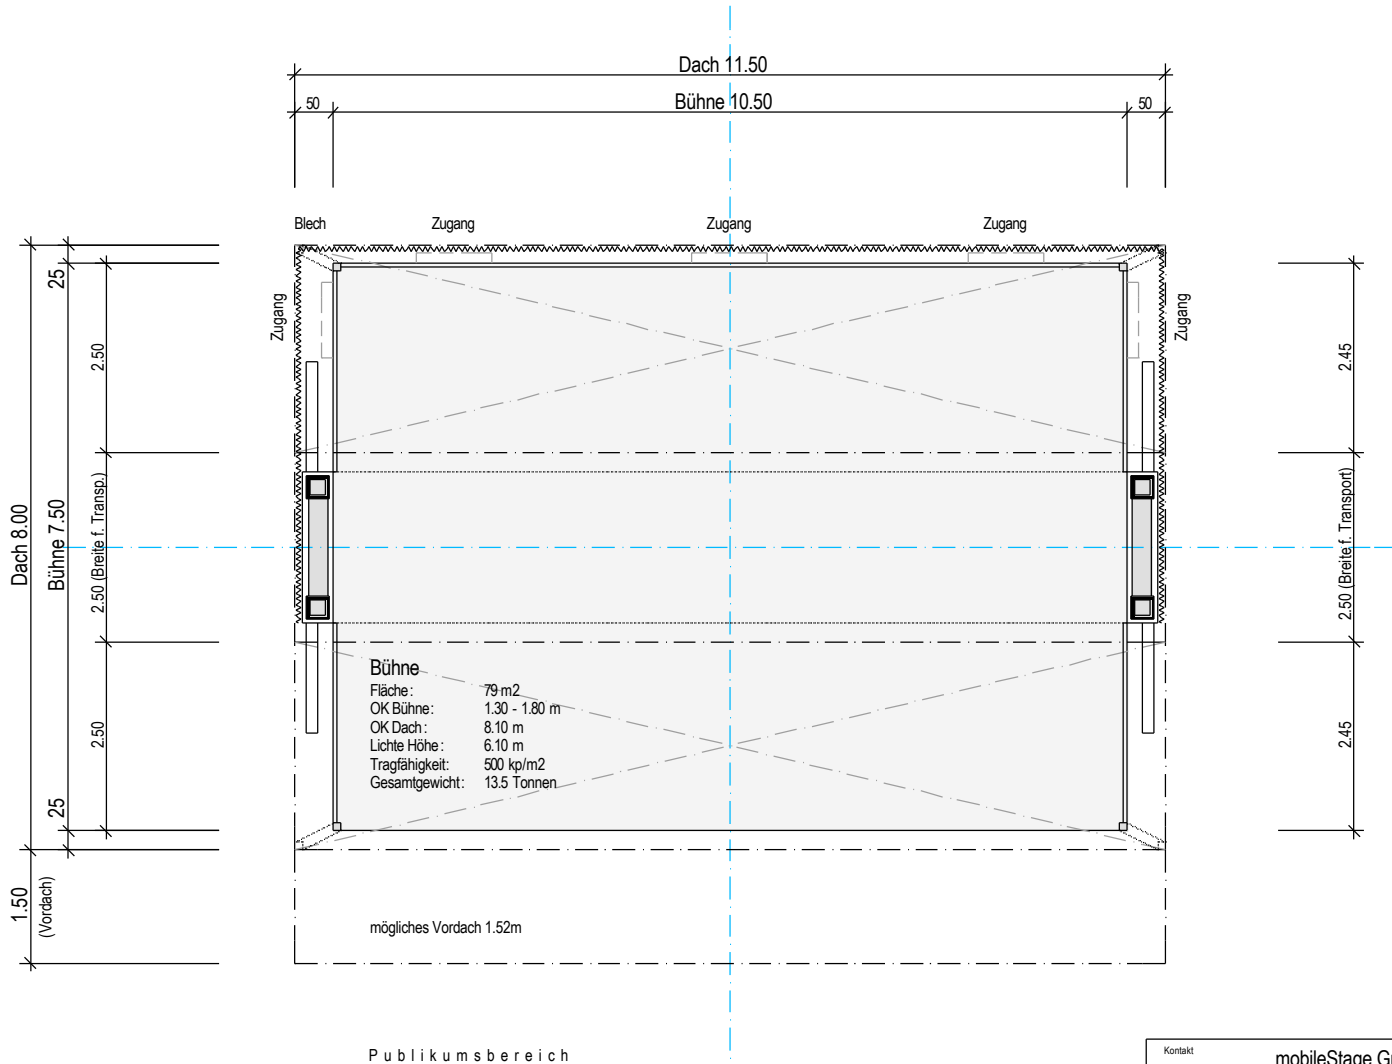 Dach 11.50
50
Bühne 10.50
50
Blech
Zugang
Zugang
Zugang
25
Zugang
Zugang
2.50
2.45
Dach 8.00
Bühne 7.50
2.50 (Breite f. Transp.)
2.50 (Breite f. Transport)
Bühne
Fläche: 79 m2
OK Bühne: 1.30 - 1.80 m
OK Dach: 8.10 m
Lichte Höhe: 6.10 m
Tragfähigkeit: 500 kp/m2
Gesamtgewicht: 13.5 Tonnen
2.50
2.45
25
1.50
(Vordach)
mögliches Vordach 1.52m
Publikumsbereich
Kontakt
mobileStage